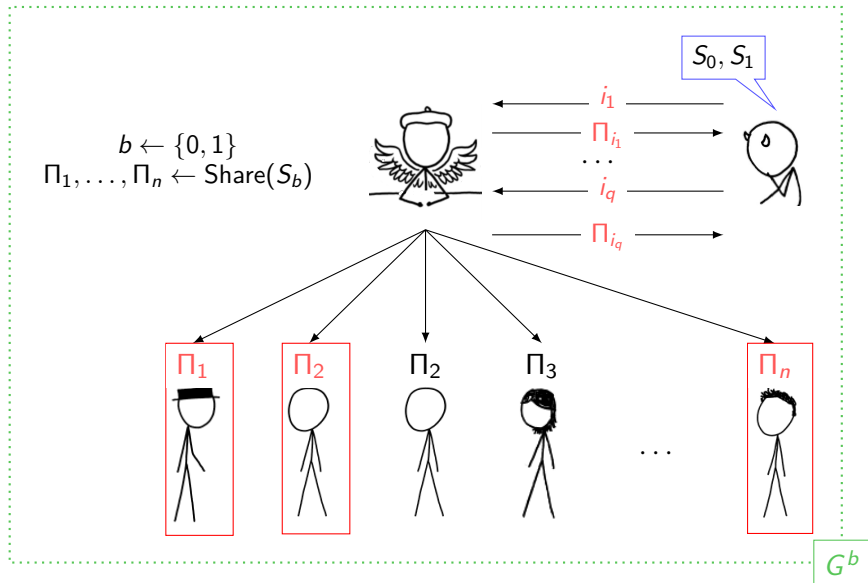 S₀, S₁
i₁
b ← {0, 1}
Π_{i₁}
Π₁, . . . , Πₙ ← Share(S_b)
. . .
i_q
Π_{i_q}
Π₁ Π₂ Π₂ Π₃ Πₙ
. . .
G^b